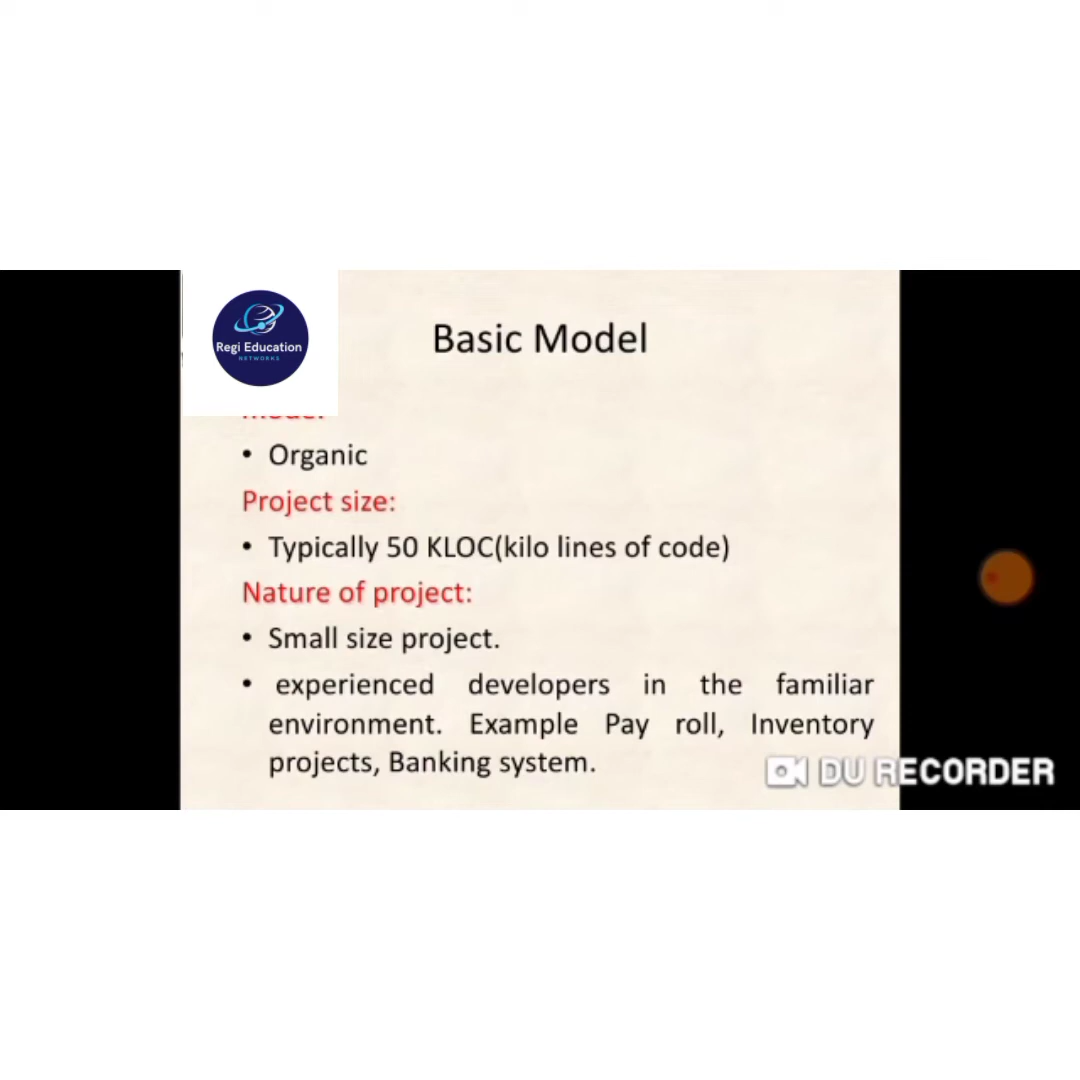 Regi Education
NETWORKS
Basic Model
• Organic
Project size:
• Typically 50 KLOC(kilo lines of code)
Nature of project:
• Small size project.
• experienced developers in the familiar
environment. Example Pay roll, Inventory
projects, Banking system.
DU RECORDER